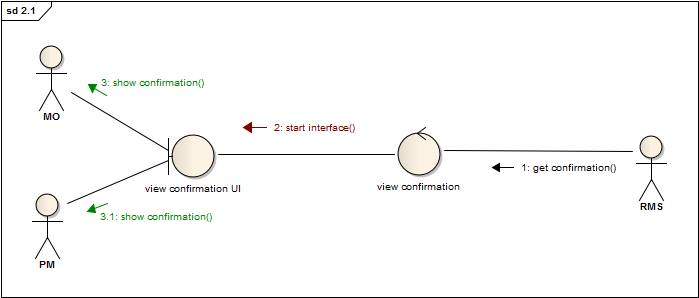 sd 2.1
3: show confirmation()
MO
2: start interface()
1: get confirmation()
view confirmation UI
view confirmation
RMS
3.1: show confirmation()
PM